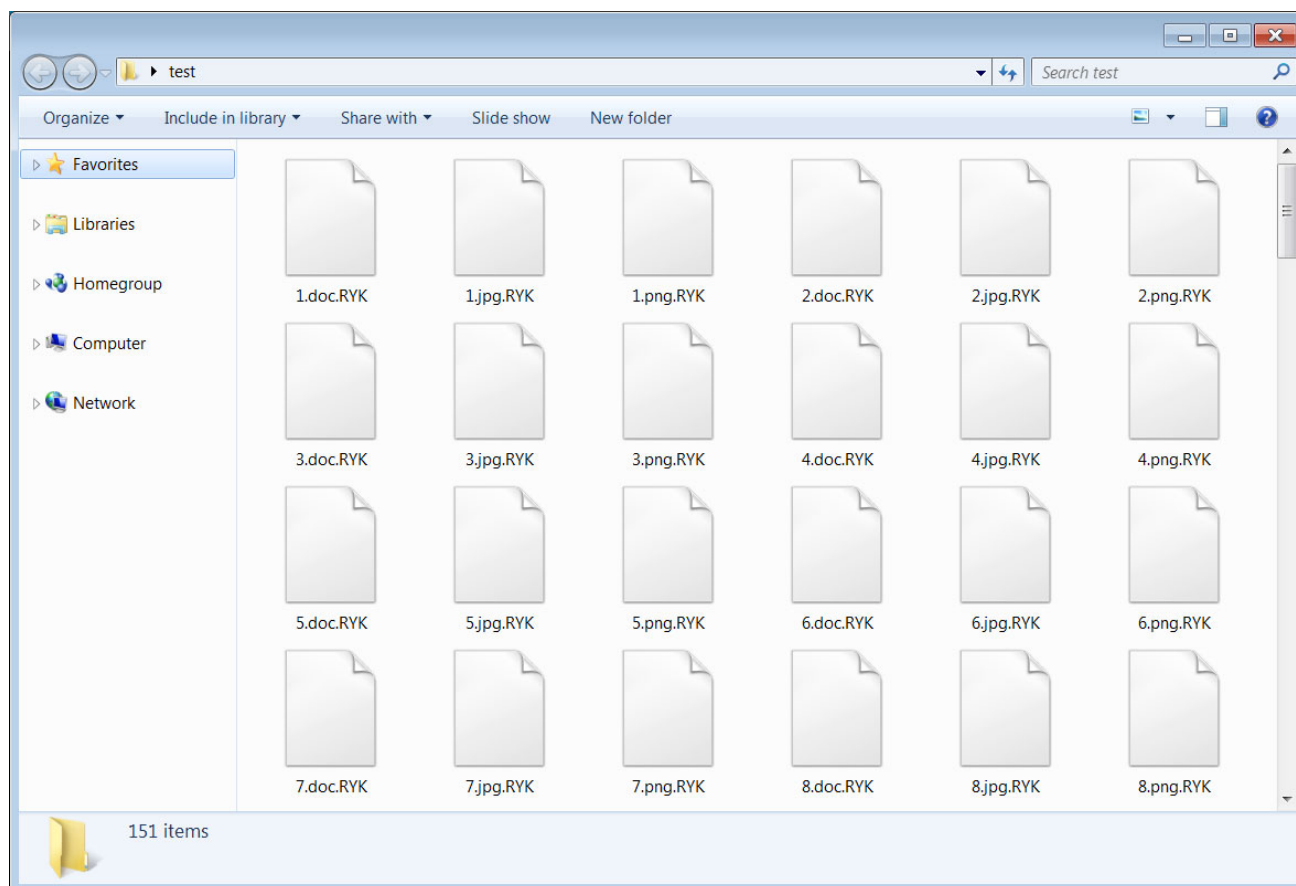 test
Search test
Organize Include in library Share with Slide show New folder
Favorites
Libraries
Homegroup
Computer
Network
1.doc.RYK 1.jpg.RYK 1.png.RYK 2.doc.RYK 2.jpg.RYK 2.png.RYK
3.doc.RYK 3.jpg.RYK 3.png.RYK 4.doc.RYK 4.jpg.RYK 4.png.RYK
5.doc.RYK 5.jpg.RYK 5.png.RYK 6.doc.RYK 6.jpg.RYK 6.png.RYK
7.doc.RYK 7.jpg.RYK 7.png.RYK 8.doc.RYK 8.jpg.RYK 8.png.RYK
151 items